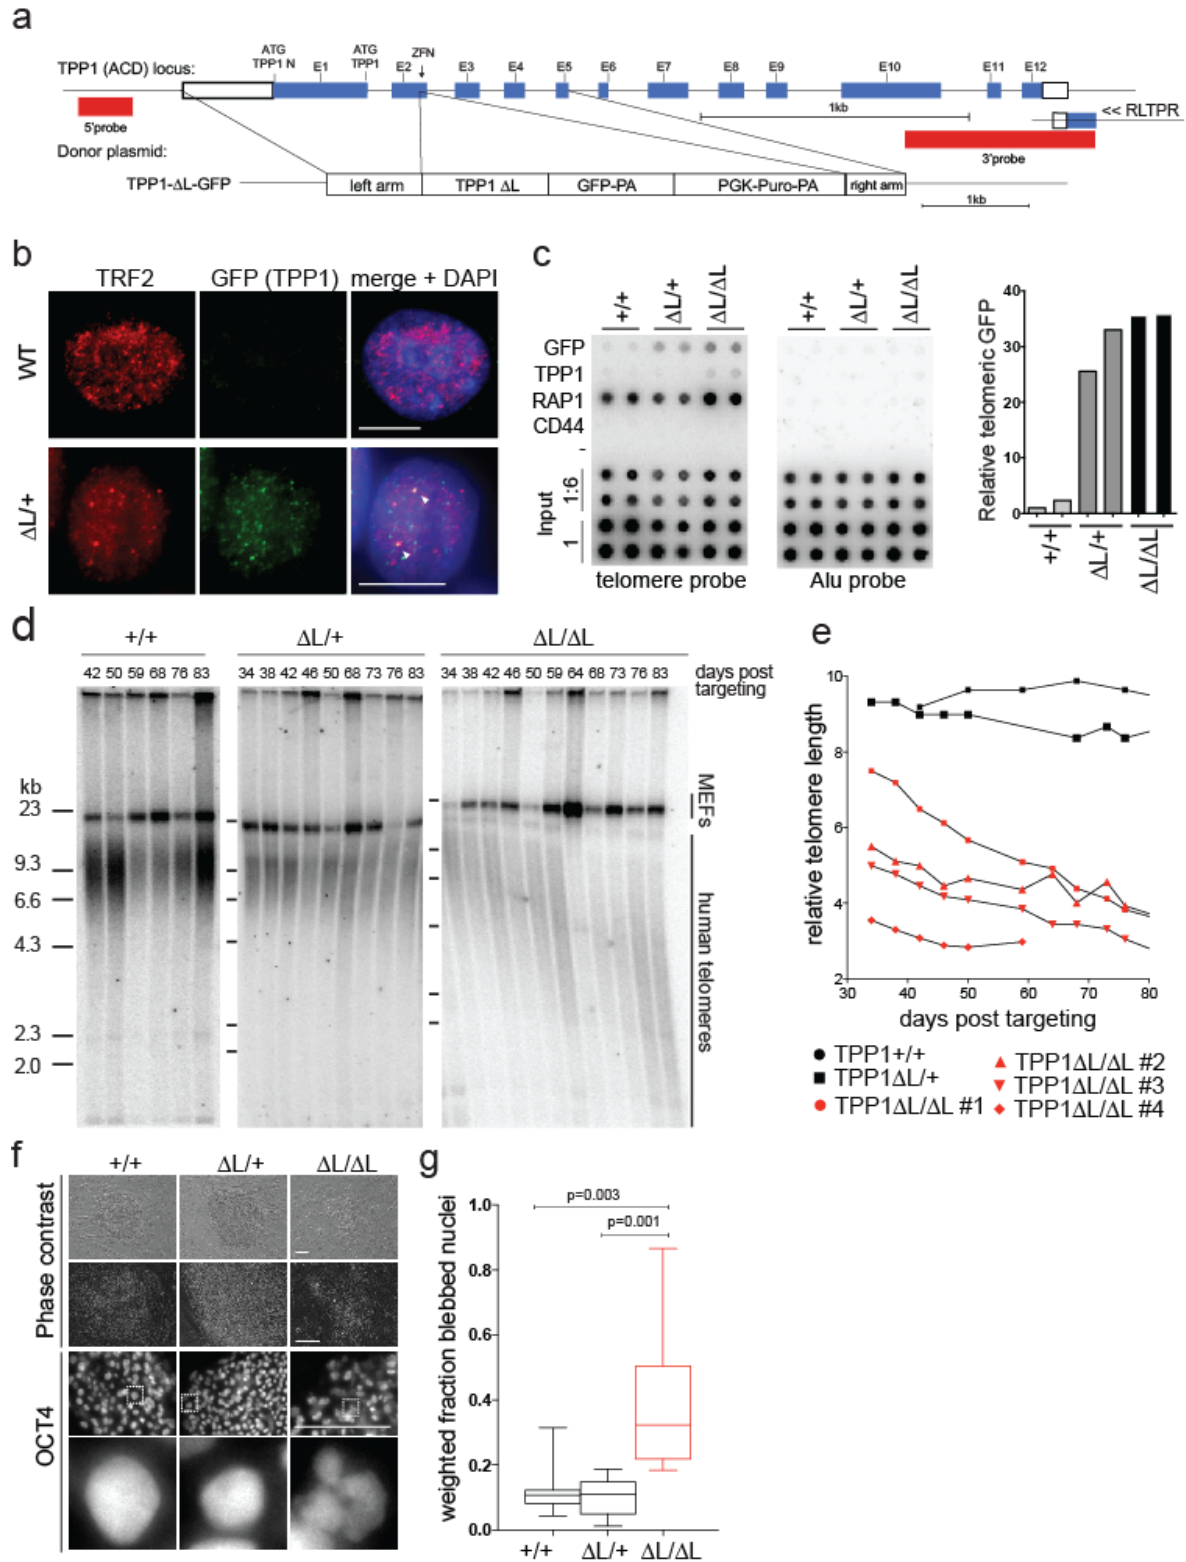 a
TPP1 (ACD) locus:
ATG
TPP1 N
E1
ATG
TPP1
E2
ZFN
E3
E4
E5
E6
E7
E8
E9
E10
E11
E12
1kb
<< RLTPR
5'probe
3'probe
Donor plasmid:
TPP1-ΔL-GFP
left arm
TPP1 ΔL
GFP-PA
PGK-Puro-PA
right arm
1kb
b
TRF2
GFP (TPP1)
merge + DAPI
WT
ΔL/+
c
+/+
ΔL/+
ΔL/ΔL
+/+
ΔL/+
ΔL/ΔL
GFP
TPP1
RAP1
CD44
-
Input
1:6
1
telomere probe
Alu probe
Relative telomeric GFP
40
30
20
10
0
+/+
ΔL/+
ΔL/ΔL
d
+/+
ΔL/+
ΔL/ΔL
42 50 59 68 76 83
34 38 42 46 50 68 73 76 83
34 38 42 46 50 59 64 68 73 76 83
days post
targeting
kb
23
9.3
6.6
4.3
2.3
2.0
MEFs
human telomeres
e
relative telomere length
10
8
6
4
2
30 40 50 60 70 80
days post targeting
TPP1+/+
TPP1ΔL/+
TPP1ΔL/ΔL #1
TPP1ΔL/ΔL #2
TPP1ΔL/ΔL #3
TPP1ΔL/ΔL #4
f
+/+
ΔL/+
ΔL/ΔL
Phase contrast
OCT4
g
weighted fraction blebbed nuclei
p=0.003
p=0.001
1.0
0.8
0.6
0.4
0.2
0.0
+/+
ΔL/+
ΔL/ΔL